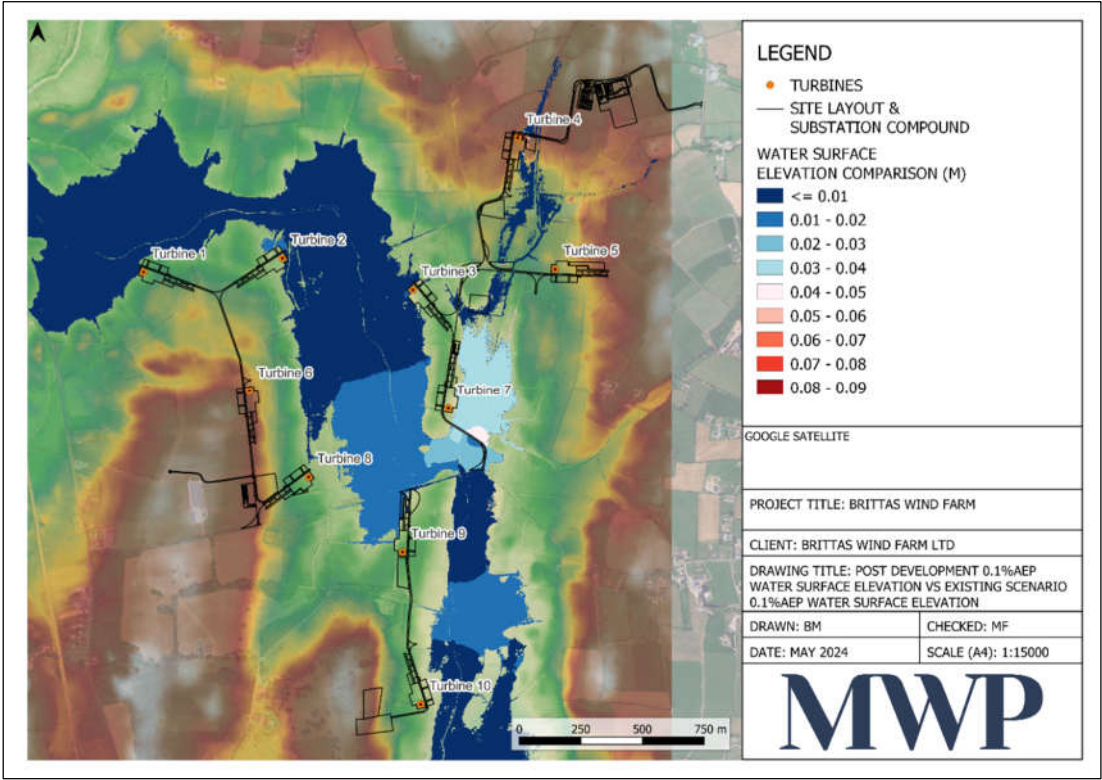 Turbine 4
Turbine 2
Turbine 1
Turbine 5
Turbine 3
Turbine 6
Turbine 7
Turbine 8
Turbine 9
Turbine 10
0 250 500 750 m
LEGEND
TURBINES
SITE LAYOUT &
SUBSTATION COMPOUND
WATER SURFACE
ELEVATION COMPARISON (M)
<= 0.01
0.01 - 0.02
0.02 - 0.03
0.03 - 0.04
0.04 - 0.05
0.05 - 0.06
0.06 - 0.07
0.07 - 0.08
0.08 - 0.09
GOOGLE SATELLITE
PROJECT TITLE: BRITTAS WIND FARM
CLIENT: BRITTAS WIND FARM LTD
DRAWING TITLE: POST DEVELOPMENT 0.1%AEP
WATER SURFACE ELEVATION VS EXISTING SCENARIO
0.1%AEP WATER SURFACE ELEVATION
DRAWN: BM
CHECKED: MF
DATE: MAY 2024
SCALE (A4): 1:15000
MWP